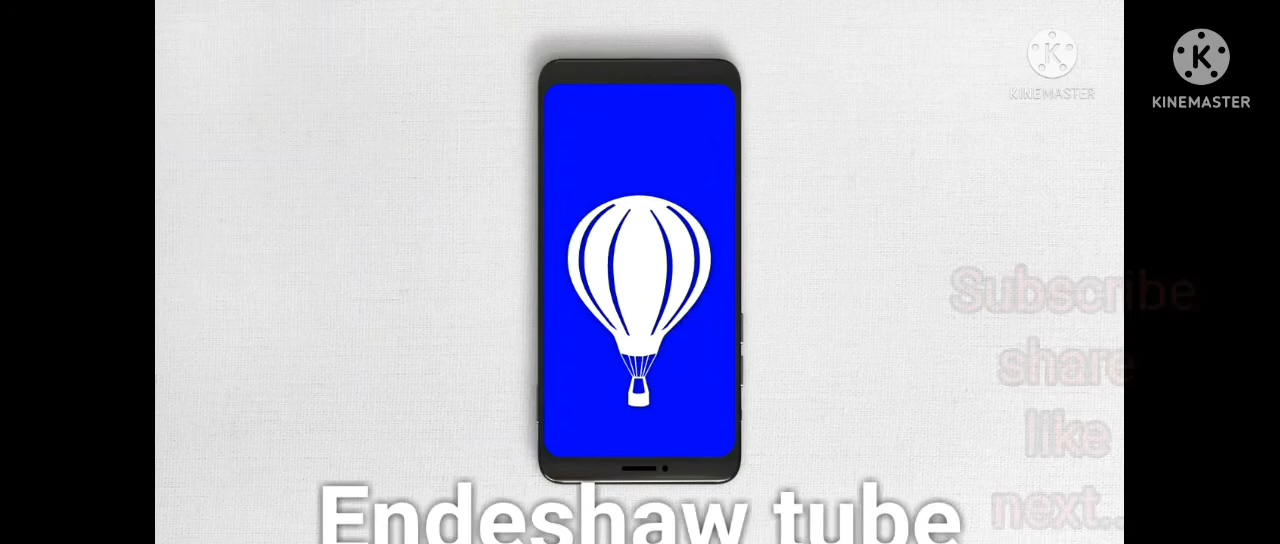 KINEMASTER
KINEMASTER
Subscribe
share
like
next..
Endeshaw tube